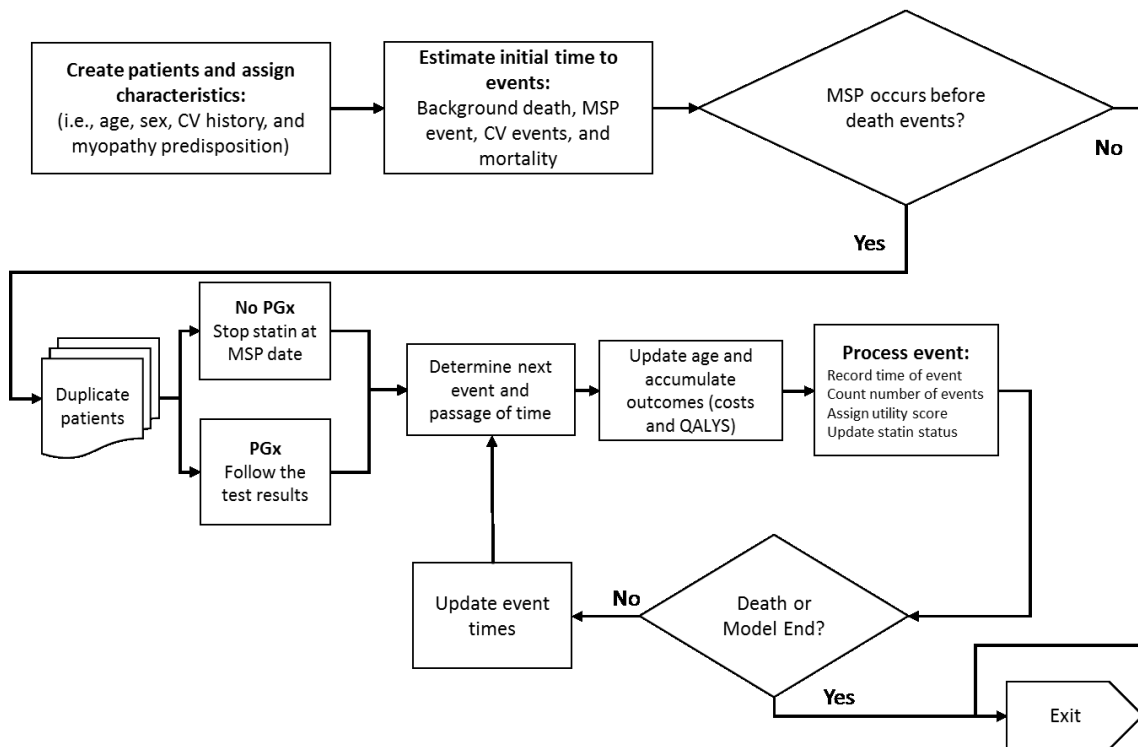 Create patients and assign
characteristics:
(i.e., age, sex, CV history, and
myopathy predisposition)
Estimate initial time to
events:
Background death, MSP
event, CV events, and
mortality
MSP occurs before
death events?
No
Yes
Duplicate
patients
No PGx
Stop statin at
MSP date
PGx
Follow the
test results
Determine next
event and
passage of time
Update age and
accumulate
outcomes (costs
and QALYS)
Process event:
Record time of event
Count number of events
Assign utility score
Update statin status
Death or
Model End?
No
Update event
times
Yes
Exit